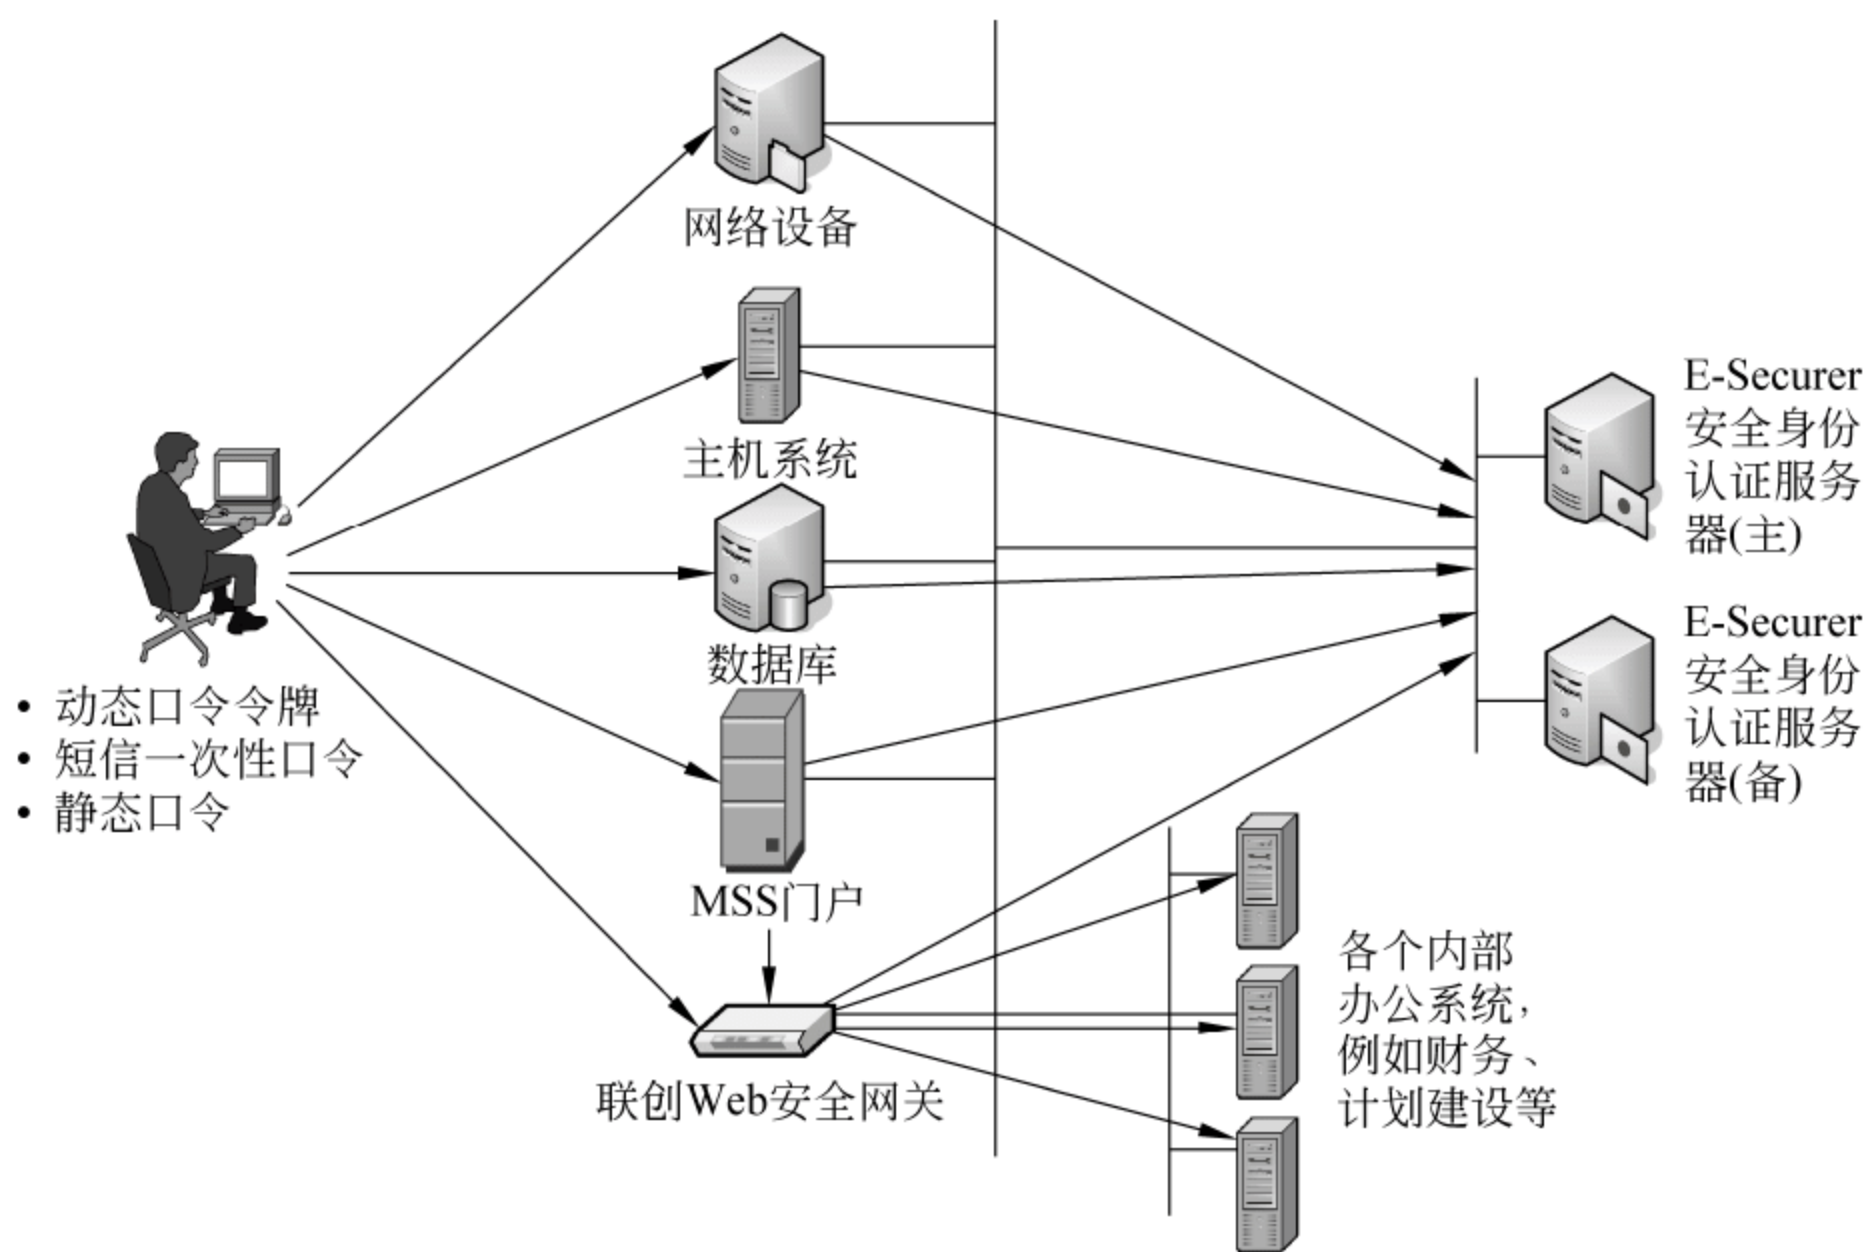 网络设备
主机系统
数据库
MSS门户
联创Web安全网关
• 动态口令令牌
• 短信一次性口令
• 静态口令
E-Securer
安全身份
认证服务
器(主)
E-Securer
安全身份
认证服务
器(备)
各个内部
办公系统,
例如财务、
计划建设等